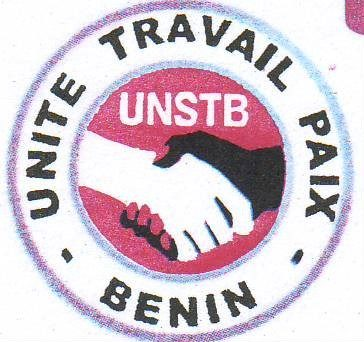 UNITE TRAVAIL PAIX
UNSTB
- BENIN -